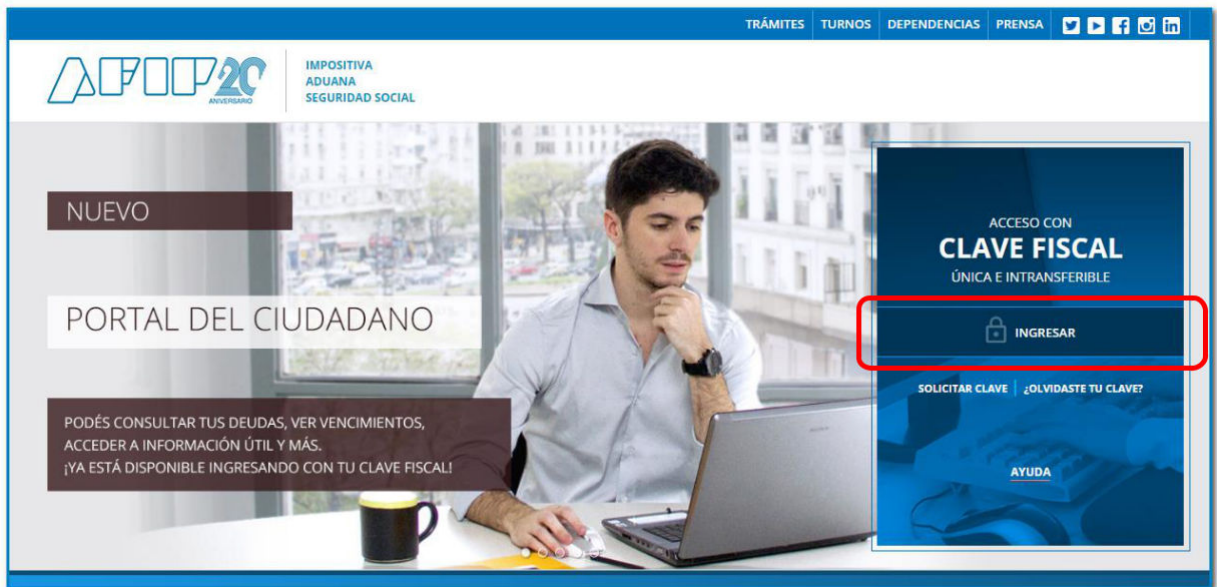 TRÁMITES TURNOS DEPENDENCIAS PRENSA
AFIP 20
ANIVERSARIO
IMPOSITIVA
ADUANA
SEGURIDAD SOCIAL
NUEVO
PORTAL DEL CIUDADANO
PODÉS CONSULTAR TUS DEUDAS, VER VENCIMIENTOS,
ACCEDER A INFORMACIÓN ÚTIL Y MÁS.
¡YA ESTÁ DISPONIBLE INGRESANDO CON TU CLAVE FISCAL!
ACCESO CON
CLAVE FISCAL
ÚNICA E INTRANSFERIBLE
INGRESAR
SOLICITAR CLAVE ¿OLVIDASTE TU CLAVE?
AYUDA